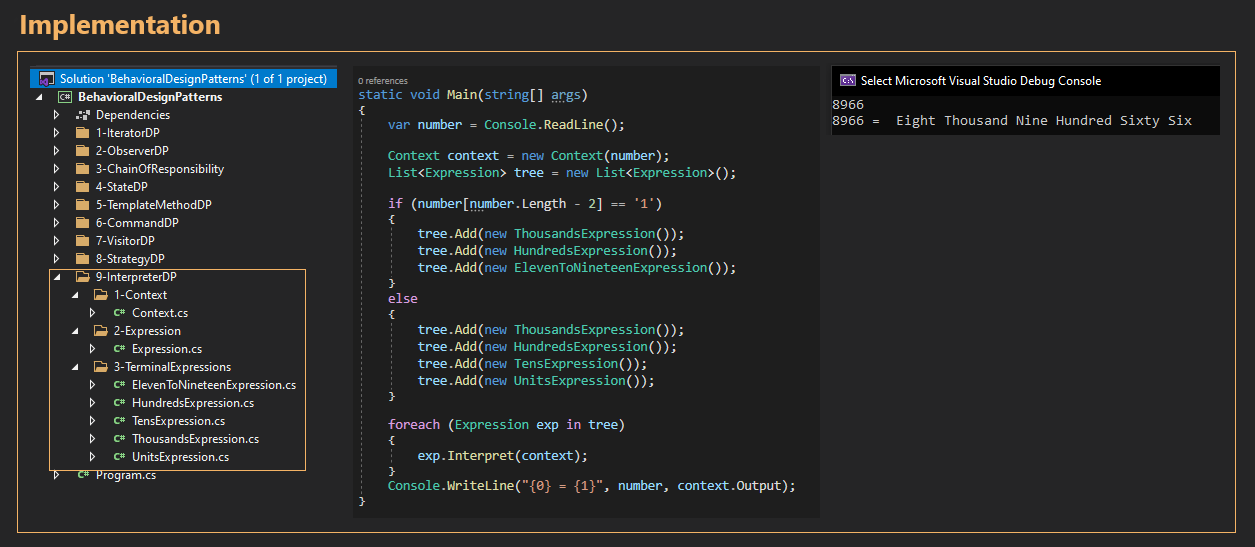 Implementation
Solution 'BehavioralDesignPatterns' (1 of 1 project)
BehavioralDesignPatterns
Dependencies
1-IteratorDP
2-ObserverDP
3-ChainOfResponsibility
4-StateDP
5-TemplateMethodDP
6-CommandDP
7-VisitorDP
8-StrategyDP
9-InterpreterDP
1-Context
C# Context.cs
2-Expression
C# Expression.cs
3-TerminalExpressions
C# ElevenToNineteenExpression.cs
C# HundredsExpression.cs
C# TensExpression.cs
C# ThousandsExpression.cs
C# UnitsExpression.cs
C# Program.cs
0 references
static void Main(string[] args)
{
var number = Console.ReadLine();
Context context = new Context(number);
List<Expression> tree = new List<Expression>();
if (number[number.Length - 2] == '1')
{
tree.Add(new ThousandsExpression());
tree.Add(new HundredsExpression());
tree.Add(new ElevenToNineteenExpression());
}
else
{
tree.Add(new ThousandsExpression());
tree.Add(new HundredsExpression());
tree.Add(new TensExpression());
tree.Add(new UnitsExpression());
}
foreach (Expression exp in tree)
{
exp.Interpret(context);
}
Console.WriteLine("{0} = {1}", number, context.Output);
}
Select Microsoft Visual Studio Debug Console
8966
8966 =  Eight Thousand Nine Hundred Sixty Six